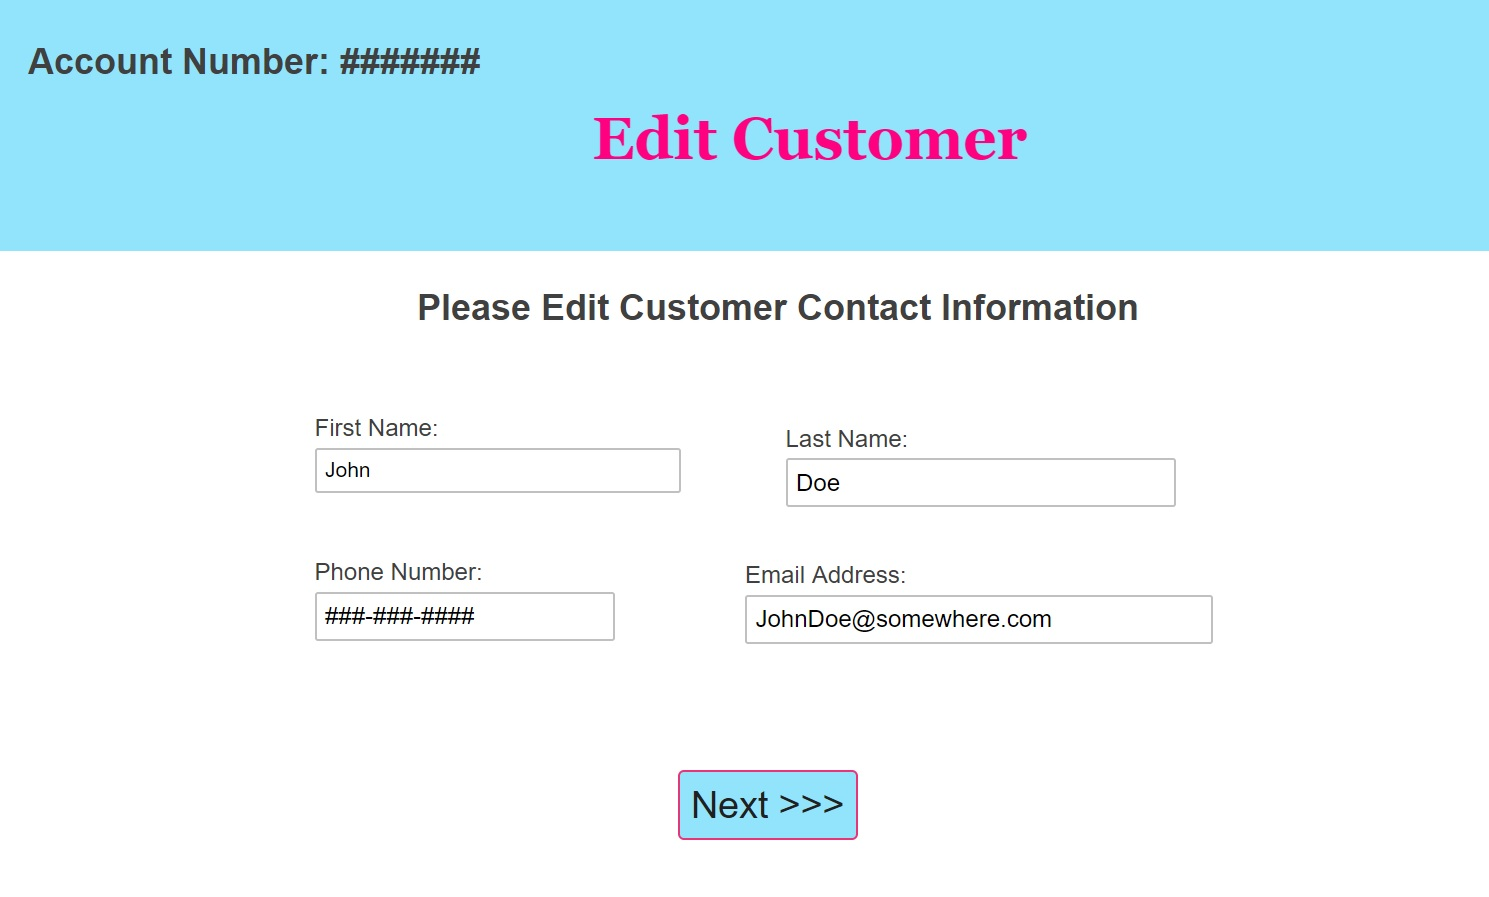 Account Number: #######
Edit Customer
Please Edit Customer Contact Information
First Name:
John
Last Name:
Doe
Phone Number:
###-###-####
Email Address:
JohnDoe@somewhere.com
Next >>>